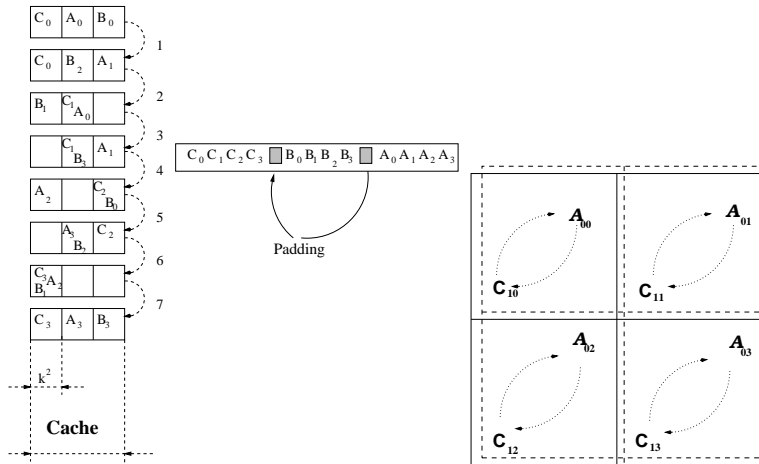 C0 A0 B0
1
C0 B2 A1
2
B1 C1 A0
3
C1 B3 A1
4
A2 C2 B0
5
A3 B2 C2
6
C3 B1 A2
7
C3 A3 B3
k2
Cache
C0 C1 C2 C3 B0 B1 B2 B3 A0 A1 A2 A3
Padding
A00 A01
C10 C11
A02 A03
C12 C13